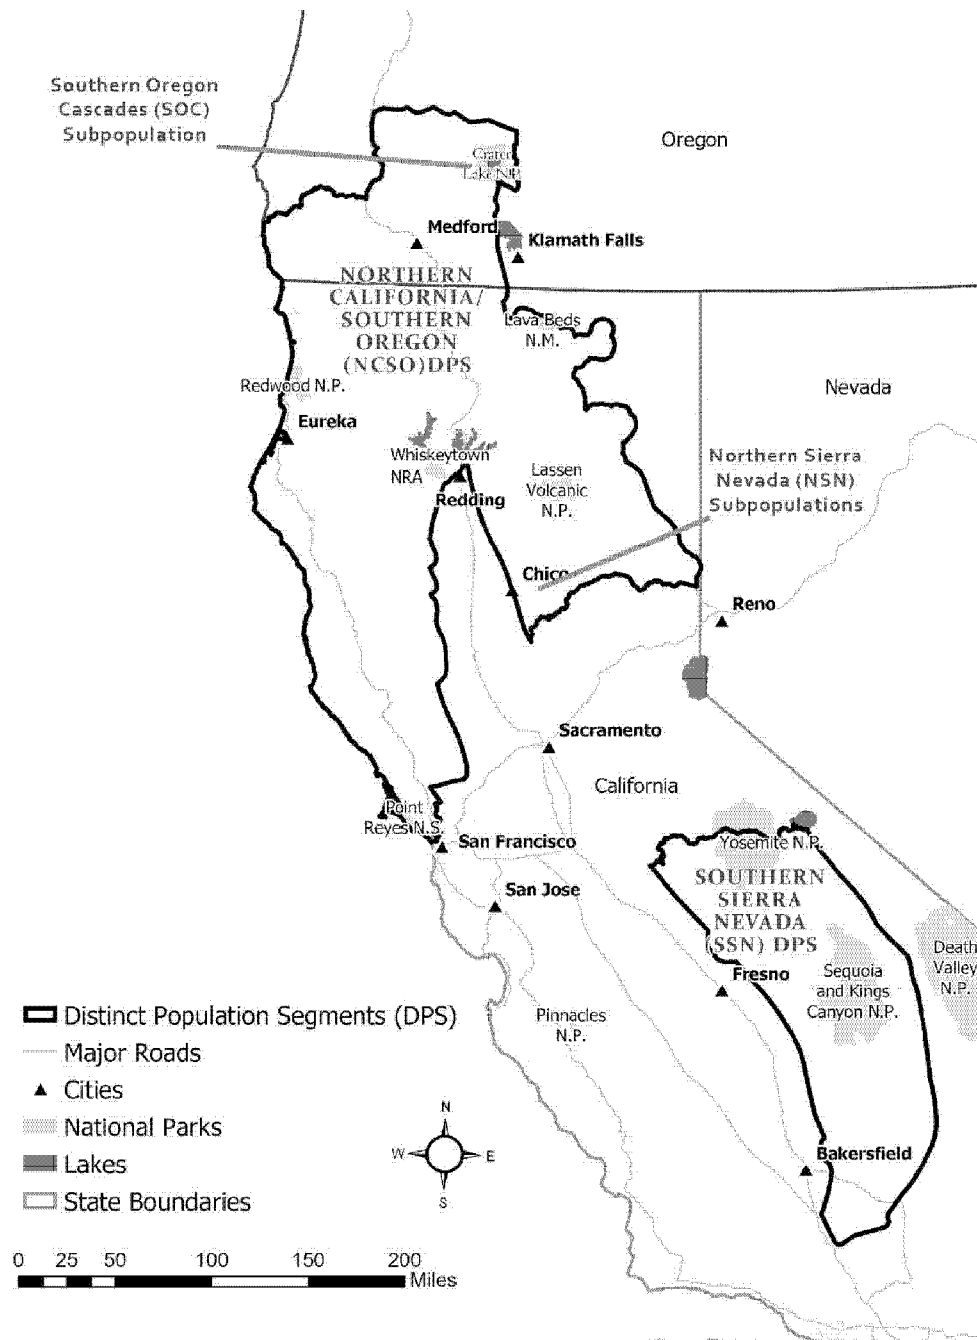 Southern Oregon
Cascades (SOC)
Subpopulation
Oregon
Crater
Lake N.P.
Medford
Klamath Falls
NORTHERN
CALIFORNIA/
SOUTHERN
OREGON
(NCSO)DPS
Lava Beds
N.M.
Redwood N.P.
Nevada
Eureka
Whiskeytown
NRA
Redding
Lassen
Volcanic
N.P.
Northern Sierra
Nevada (NSN)
Subpopulations
Chico
Reno
Sacramento
California
Point
Reyes N.S.
San Francisco
Yosemite N.P.
San Jose
SOUTHERN
SIERRA
NEVADA
(SSN) DPS
Fresno
Sequoia
and Kings
Canyon N.P.
Death
Valley
N.P.
Pinnacles
N.P.
Bakersfield
Distinct Population Segments (DPS)
Major Roads
Cities
National Parks
Lakes
State Boundaries
N
W
E
S
0 25 50 100 150 200
Miles